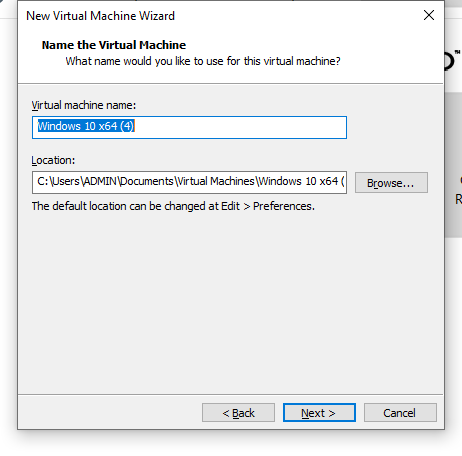 New Virtual Machine Wizard
Name the Virtual Machine
What name would you like to use for this virtual machine?
Virtual machine name:
Windows 10 x64 (4)
Location:
C:\Users\ADMIN\Documents\Virtual Machines\Windows 10 x64 (
Browse...
The default location can be changed at Edit > Preferences.
< Back
Next >
Cancel